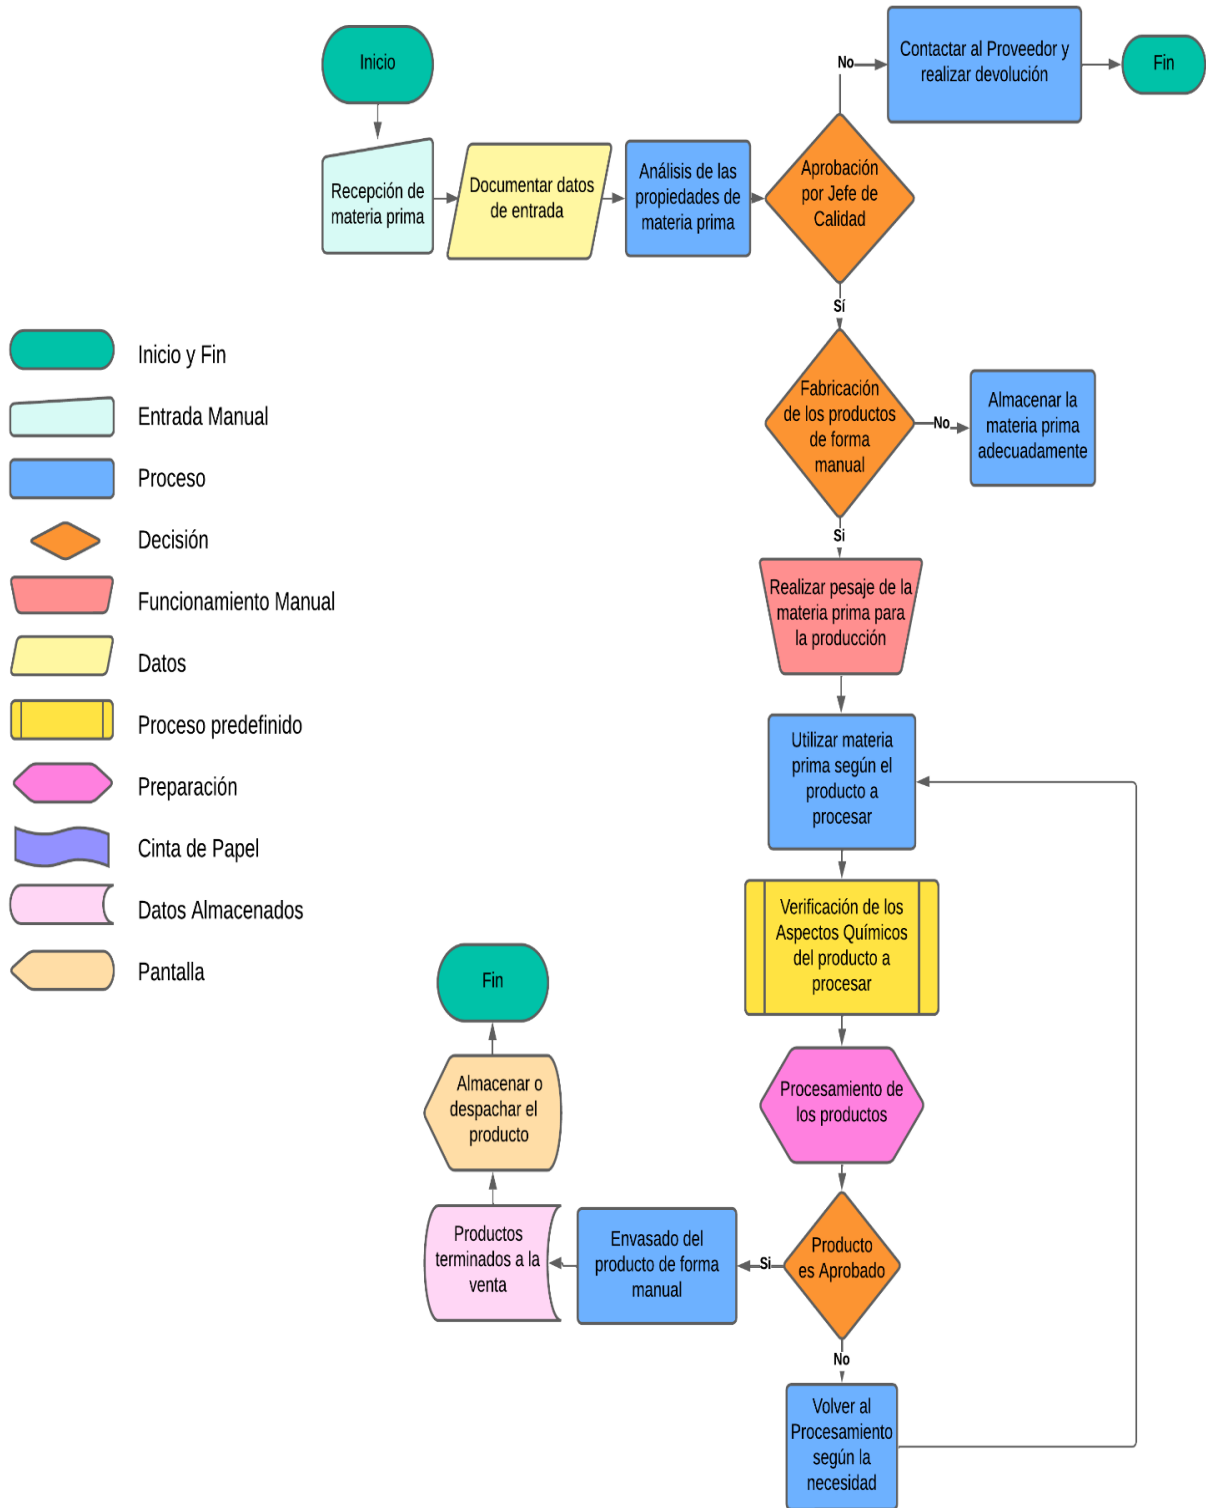 Inicio
Recepción de
materia prima
Documentar datos
de entrada
Análisis de las
propiedades de
materia prima
Aprobación
por Jefe de
Calidad
No
Contactar al Proveedor y
realizar devolución
Fin
Sí
Fabricación
de los productos
de forma
manual
No
Almacenar la
materia prima
adecuadamente
Si
Realizar pesaje de la
materia prima para
la producción
Utilizar materia
prima según el
producto a
procesar
Verificación de los
Aspectos Químicos
del producto a
procesar
Procesamiento de
los productos
Producto
es Aprobado
Si
Envasado del
producto de forma
manual
Productos
terminados a la
venta
Almacenar o
despachar el
producto
Fin
No
Volver al
Procesamiento
según la
necesidad
Inicio y Fin
Entrada Manual
Proceso
Decisión
Funcionamiento Manual
Datos
Proceso predefinido
Preparación
Cinta de Papel
Datos Almacenados
Pantalla